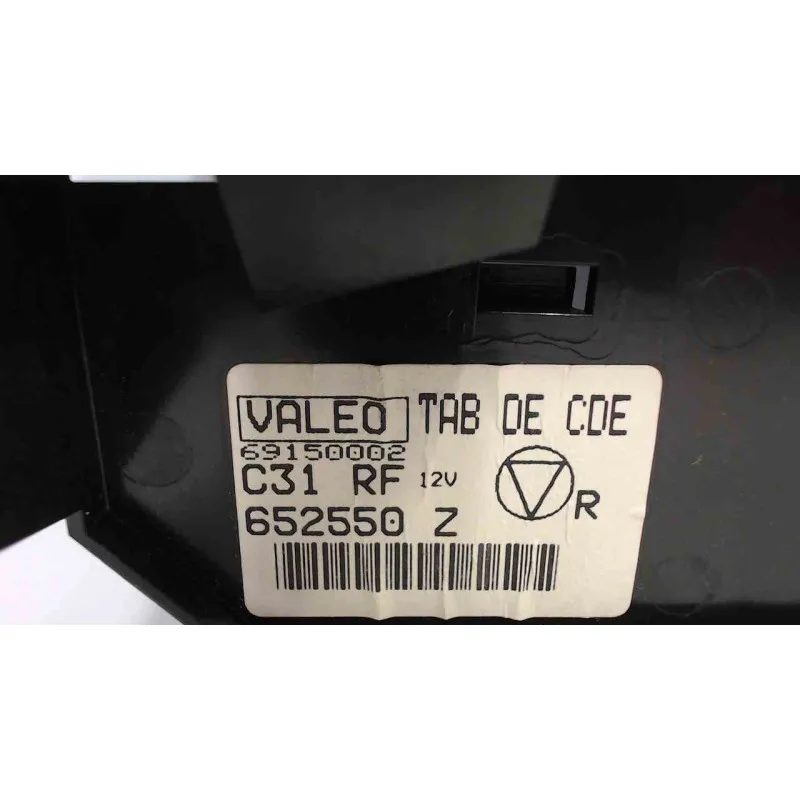 VALEO TAB DE CDE
69150002
C31 RF 12V
R
652550 Z